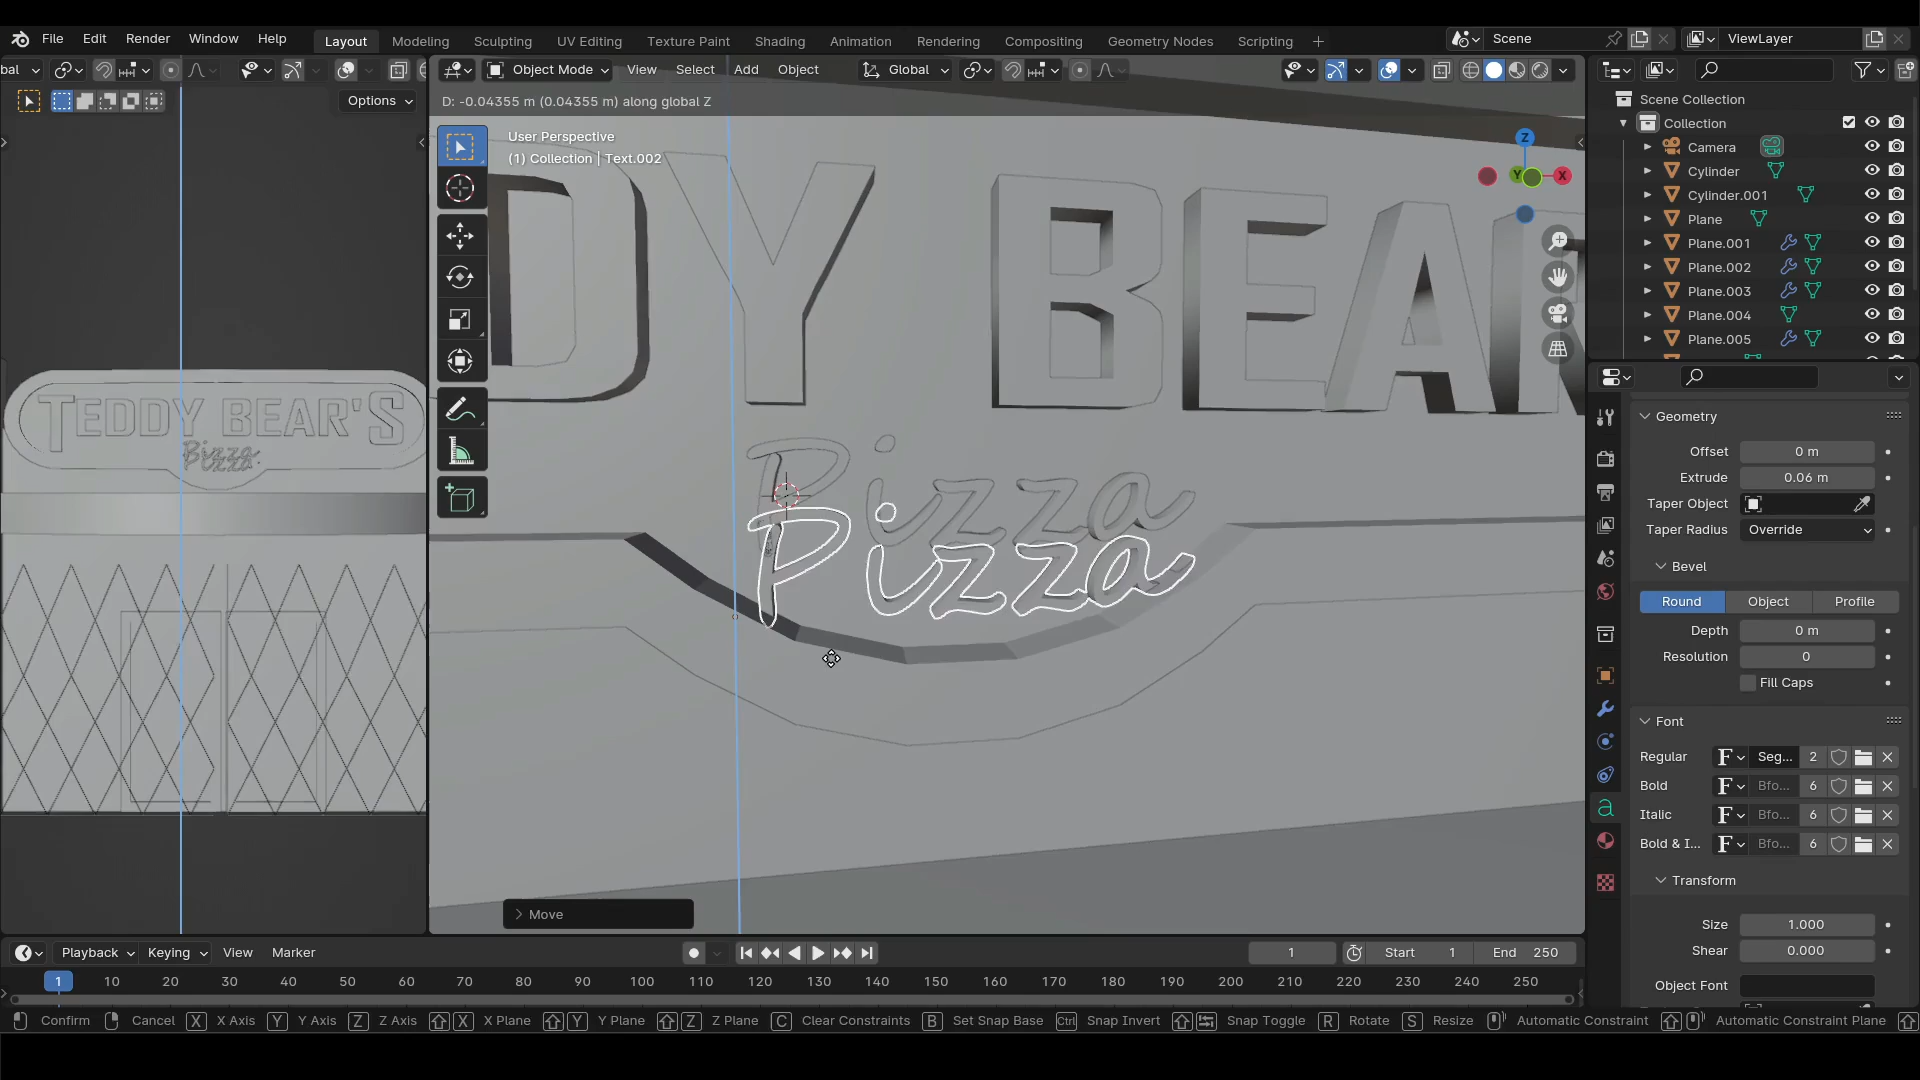 File Edit Render Window Help Layout Modeling Sculpting UV Editing Texture Paint Shading Animation Rendering Compositing Geometry Nodes Scripting + Scene ViewLayer
bal Object Mode View Select Add Object Global
Options
D: -0.04355 m (0.04355 m) along global Z
User Perspective
(1) Collection | Text.002
Z
Y X
DY BEAR
Pizza
Pizza
TEDDY BEAR'S
Pizza
Pizza
Move
Scene Collection
Collection
Camera
Cylinder
Cylinder.001
Plane
Plane.001
Plane.002
Plane.003
Plane.004
Plane.005
Geometry
Offset 0 m
Extrude 0.06 m
Taper Object
Taper Radius Override
Bevel
Round Object Profile
Depth 0 m
Resolution 0
Fill Caps
Font
Regular F Seg... 2
Bold F Bfo... 6
Italic F Bfo... 6
Bold & I... F Bfo... 6
Transform
Size 1.000
Shear 0.000
Object Font
Playback Keying View Marker 1 Start 1 End 250
1 10 20 30 40 50 60 70 80 90 100 110 120 130 140 150 160 170 180 190 200 210 220 230 240 250
Confirm Cancel X X Axis Y Y Axis Z Z Axis X X Plane Y Y Plane Z Z Plane C Clear Constraints B Set Snap Base Ctrl Snap Invert Snap Toggle R Rotate S Resize Automatic Constraint Automatic Constraint Plane